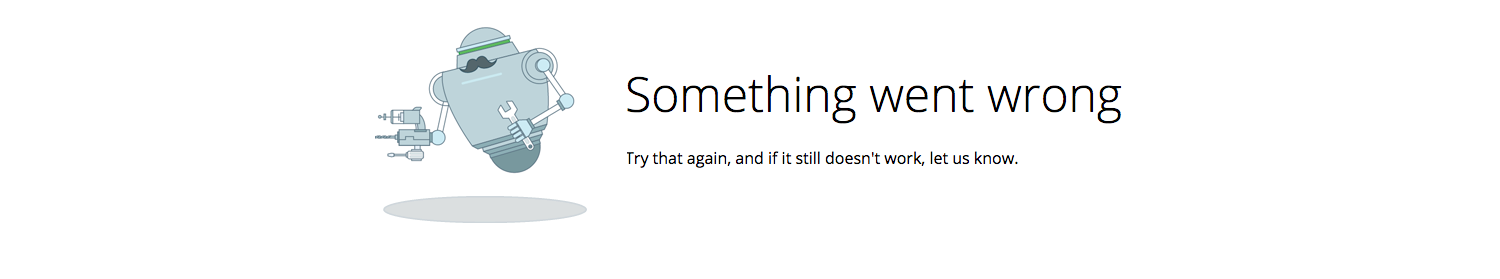 Something went wrong
Try that again, and if it still doesn't work, let us know.